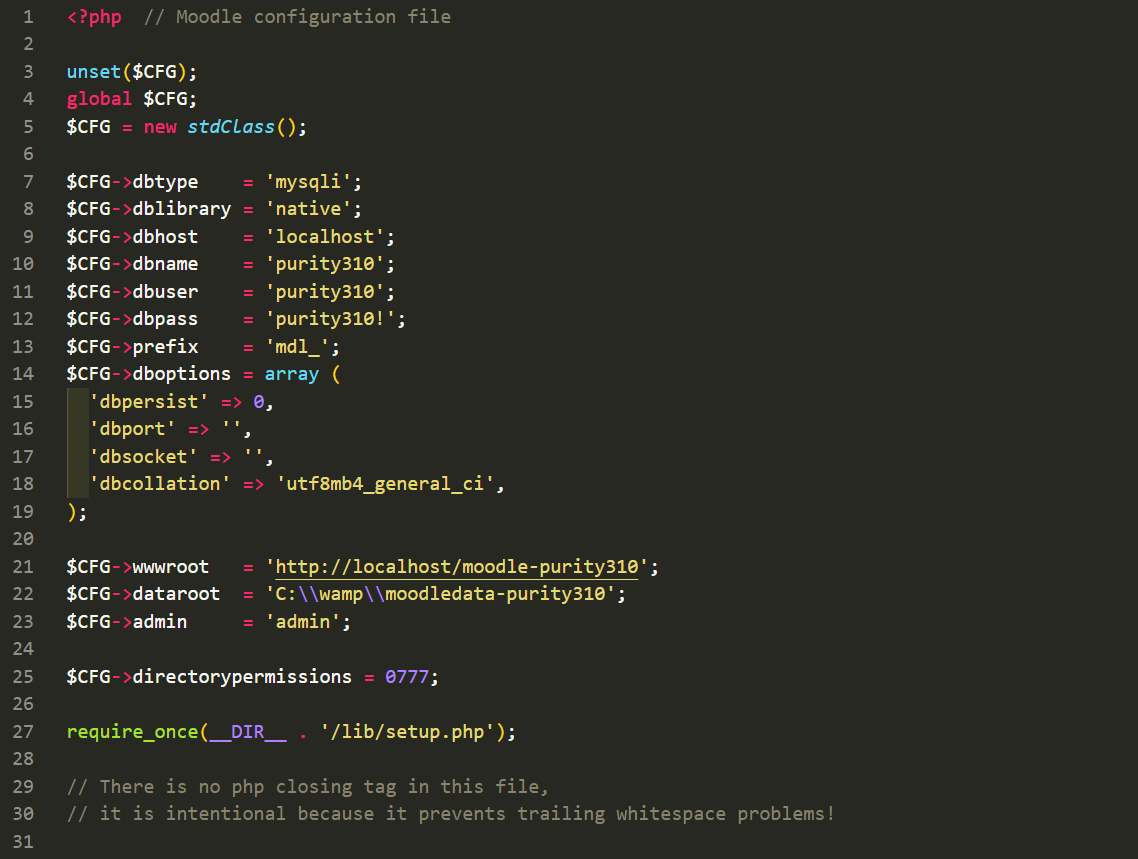 1 <?php  // Moodle configuration file
2
3 unset($CFG);
4 global $CFG;
5 $CFG = new stdClass();
6
7 $CFG->dbtype    = 'mysqli';
8 $CFG->dblibrary = 'native';
9 $CFG->dbhost    = 'localhost';
10 $CFG->dbname    = 'purity310';
11 $CFG->dbuser    = 'purity310';
12 $CFG->dbpass    = 'purity310!';
13 $CFG->prefix    = 'mdl_';
14 $CFG->dboptions = array (
15   'dbpersist' => 0,
16   'dbport' => '',
17   'dbsocket' => '',
18   'dbcollation' => 'utf8mb4_general_ci',
19 );
20
21 $CFG->wwwroot   = 'http://localhost/moodle-purity310';
22 $CFG->dataroot  = 'C:\\wamp\\moodledata-purity310';
23 $CFG->admin     = 'admin';
24
25 $CFG->directorypermissions = 0777;
26
27 require_once(__DIR__ . '/lib/setup.php');
28
29 // There is no php closing tag in this file,
30 // it is intentional because it prevents trailing whitespace problems!
31